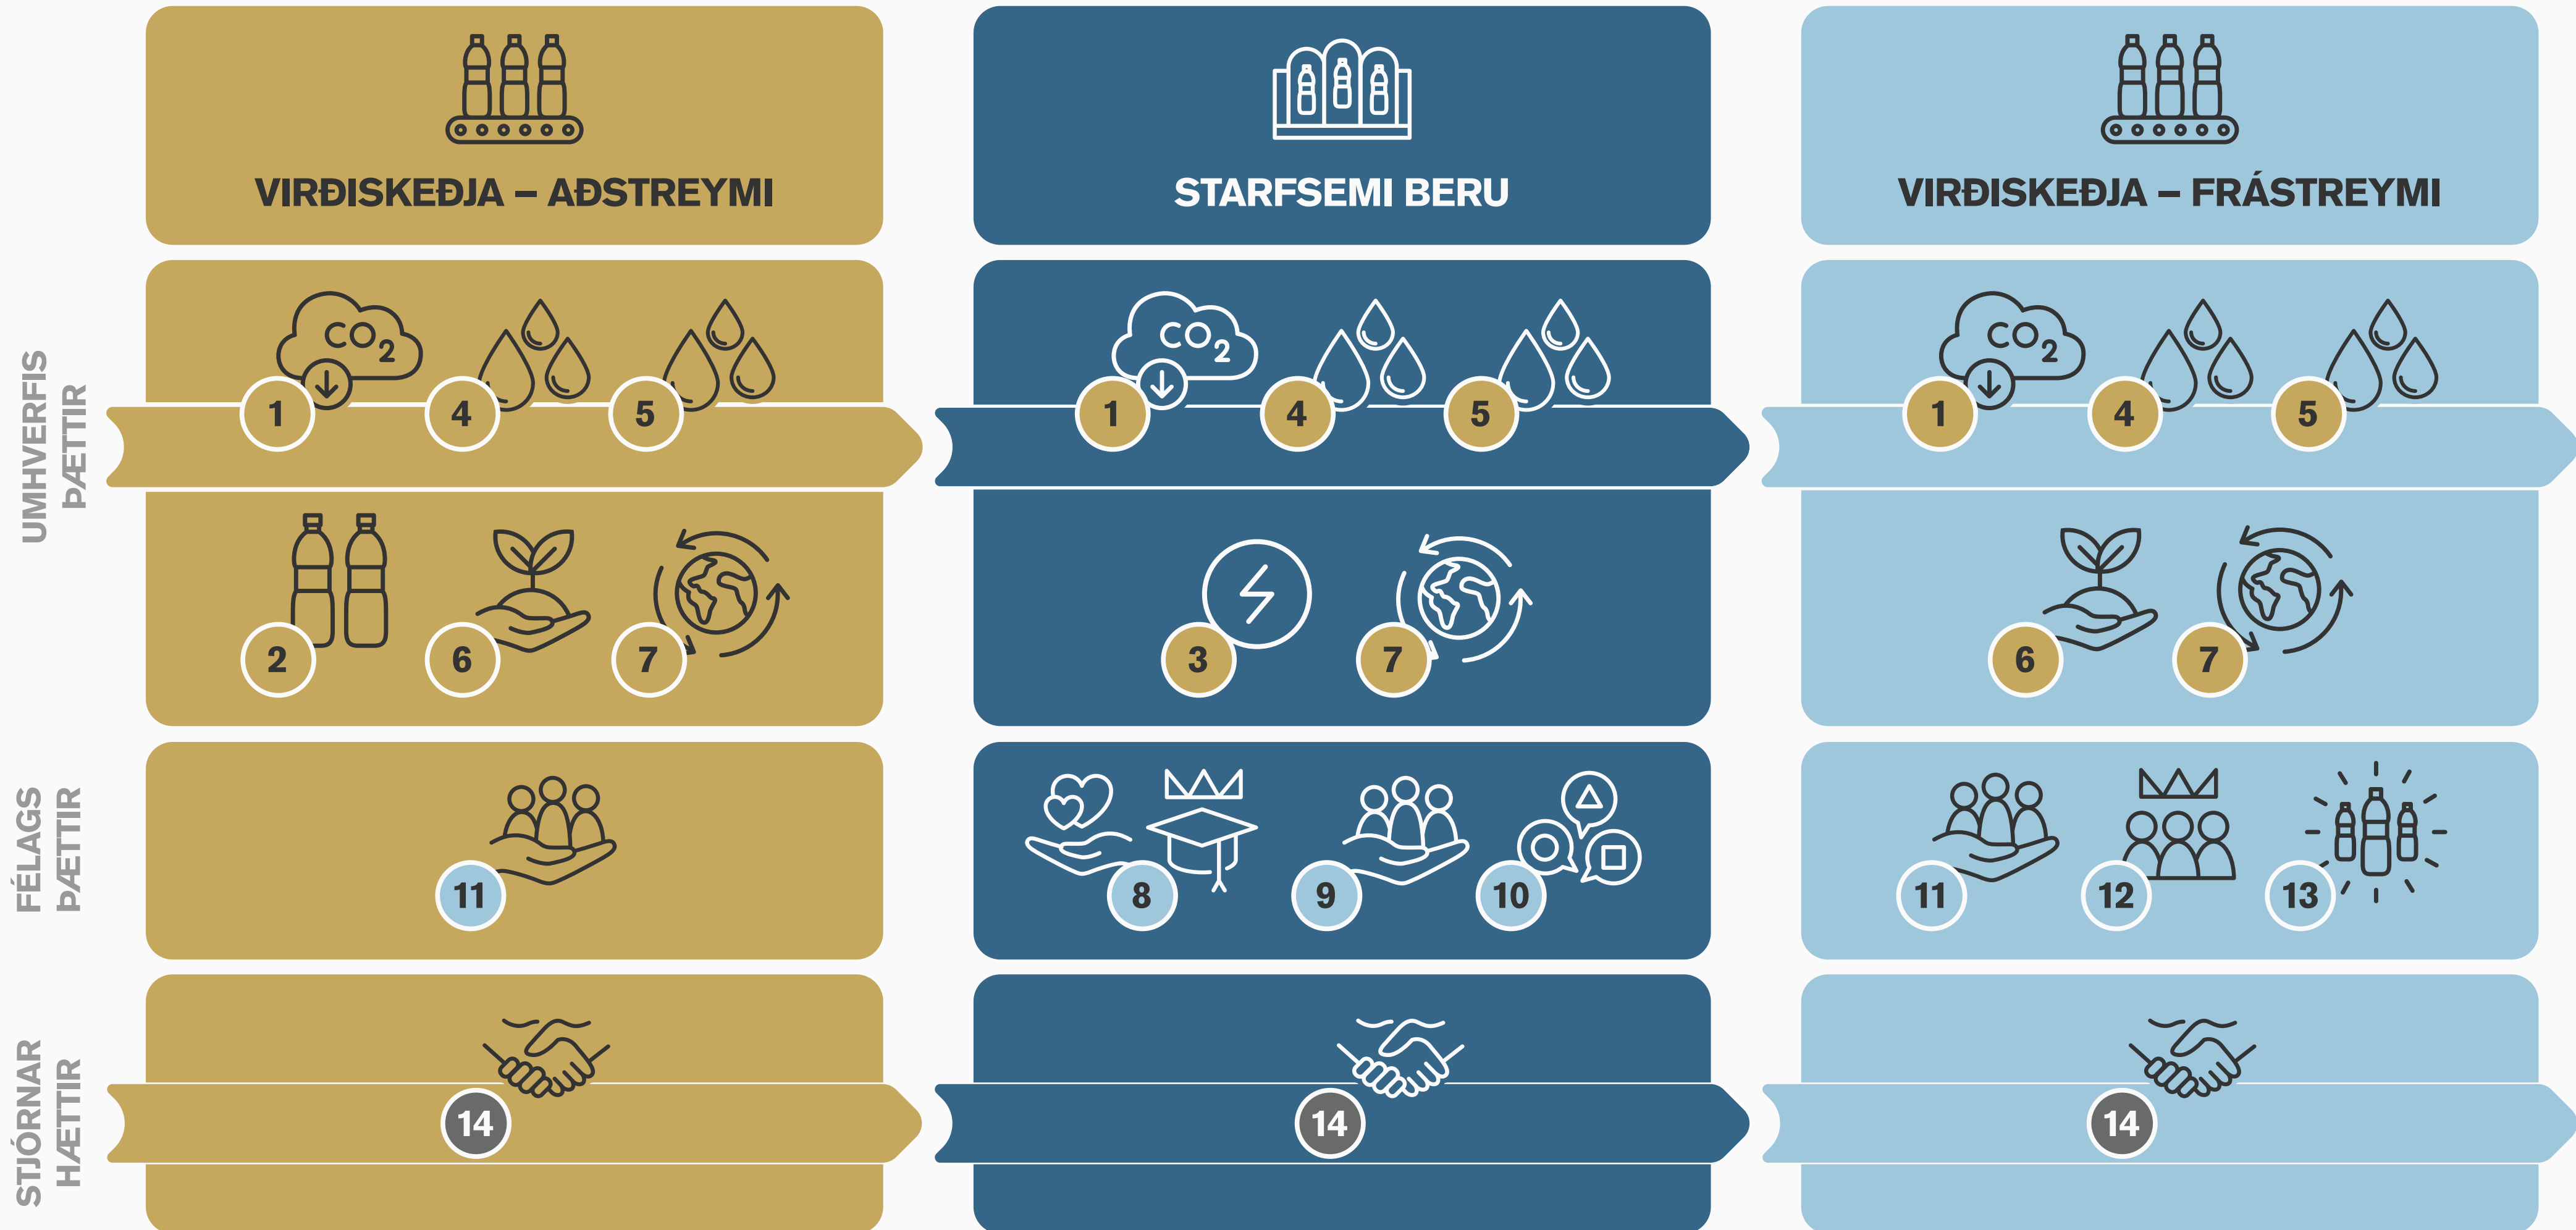 VIRÐISKEÐJA – AÐSTREYMI
STARFSEMI BERU
VIRÐISKEÐJA – FRÁSTREYMI
UMHVERFIS
ÞÆTTIR
CO2
CO2
CO2
1
4
5
1
4
5
1
4
5
2
6
7
3
7
6
7
FÉLAGS
ÞÆTTIR
11
8
9
10
11
12
13
STJÓRNAR
HÆTTIR
14
14
14